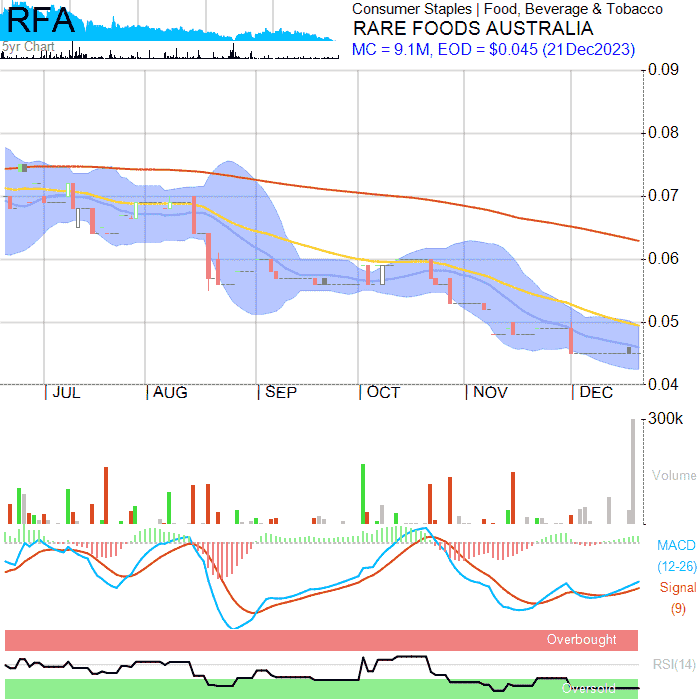 RFA
5yr Chart
Consumer Staples | Food, Beverage & Tobacco
RARE FOODS AUSTRALIA
MC = 9.1M, EOD = $0.045 (21Dec2023)
0.09
0.08
0.07
0.06
0.05
0.04
JUL AUG SEP OCT NOV DEC
300k
Volume
MACD
(12-26)
Signal
(9)
Overbought
RSI(14)
Oversold